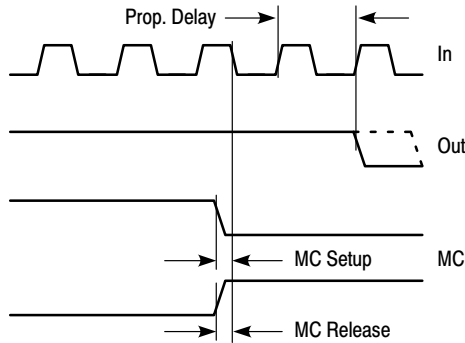 Prop. Delay
In
Out
MC Setup
MC
MC Release